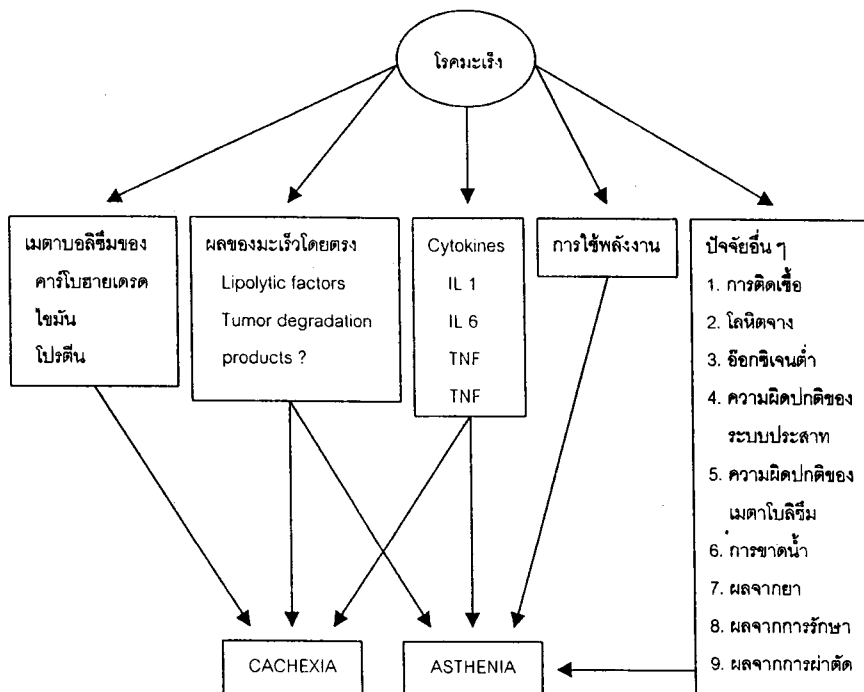 โรคมะเร็ง
เมตาบอลิซึมของ
คาร์โบฮายเดรด
ไขมัน
โปรตีน
ผลของมะเร็วโดยตรง
Lipolytic factors
Tumor degradation
products ?
Cytokines
IL 1
IL 6
TNF
TNF
การใช้พลังงาน
ปัจจัยอื่น ๆ
1. การติดเชื้อ
2. โลหิตจาง
3. อ๊อกซิเจนต่ำ
4. ความผิดปกติของ
ระบบประสาท
5. ความผิดปกติของ
เมตาโบลิซึม
6. การขาดน้ำ
7. ผลจากยา
8. ผลจากการรักษา
9. ผลจากการผ่าตัด
CACHEXIA
ASTHENIA